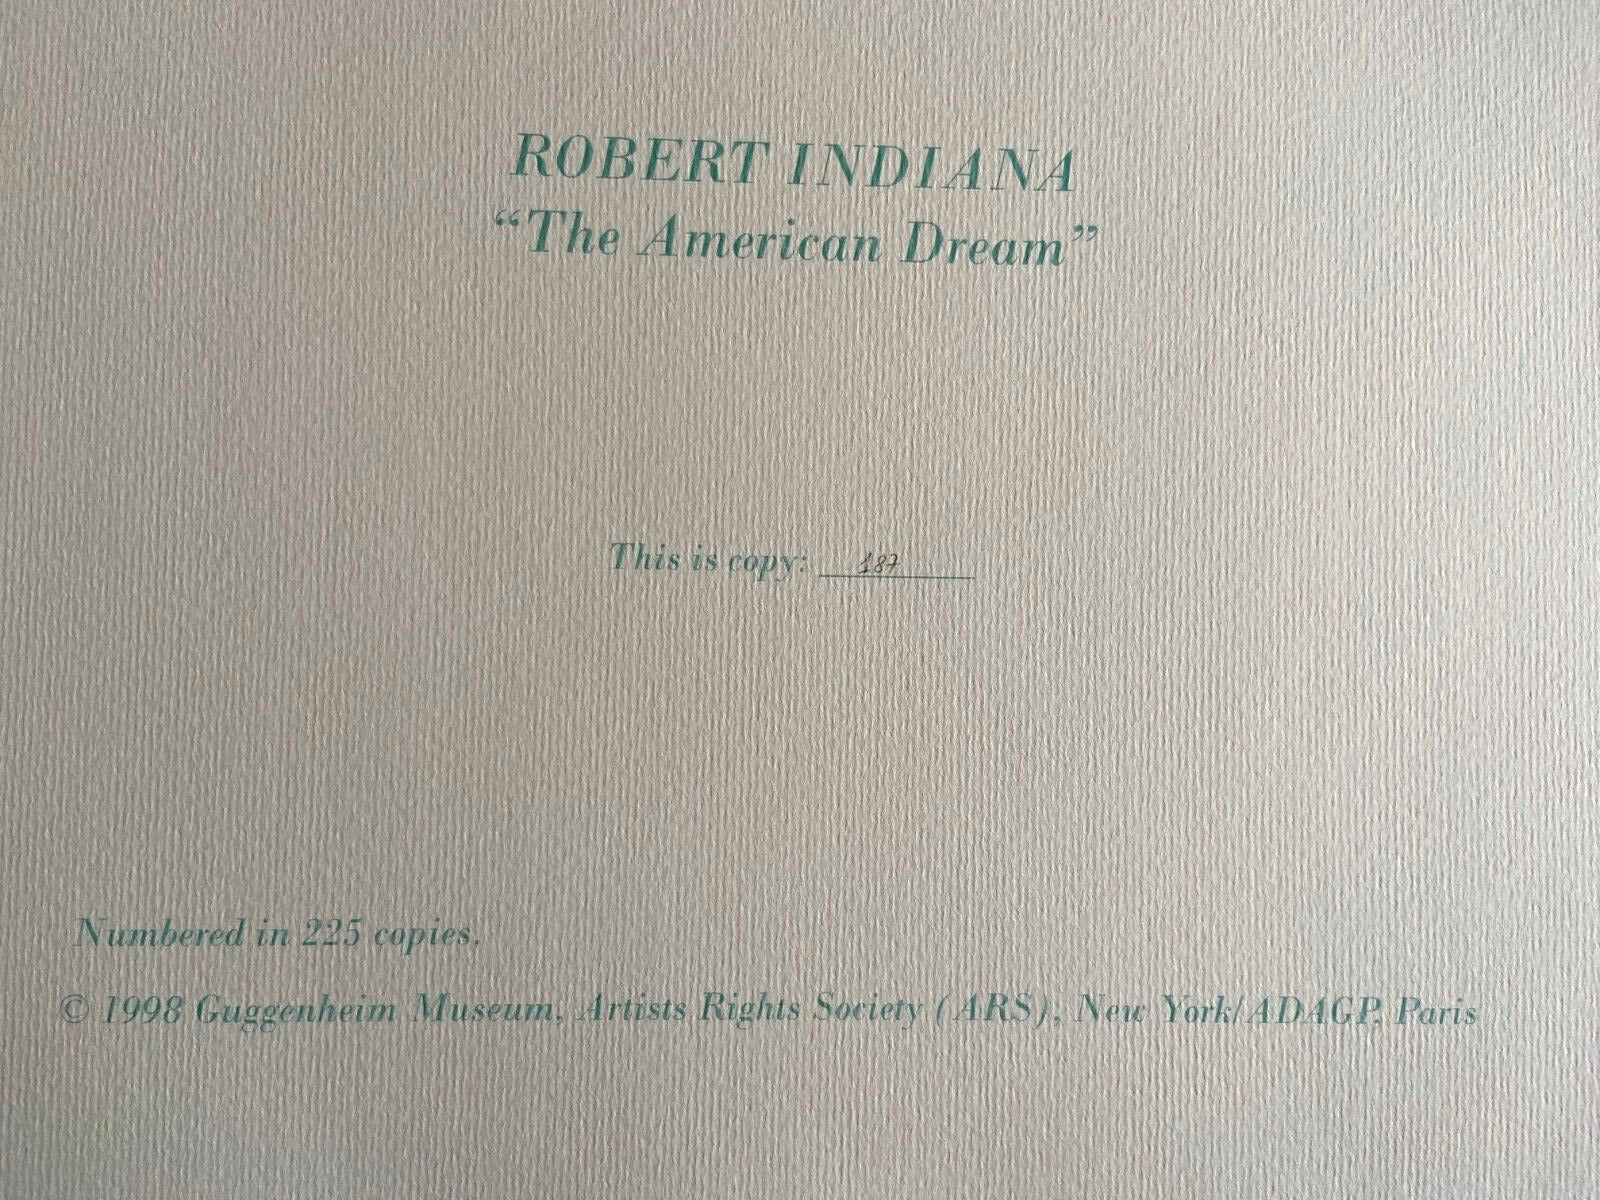 ROBERT INDIANA
“The American Dream”
This is copy: 187
Numbered in 225 copies.
© 1998 Guggenheim Museum, Artists Rights Society (ARS), New York/ADAGP, Paris